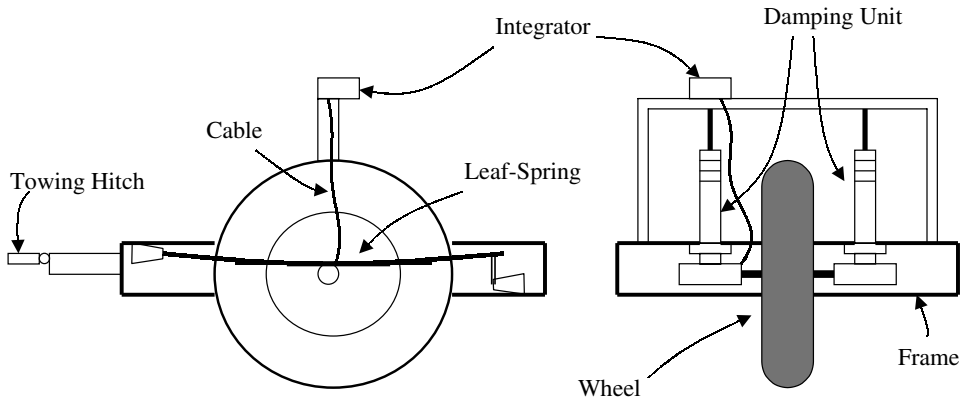 Damping Unit
Integrator
Cable
Leaf-Spring
Towing Hitch
Frame
Wheel